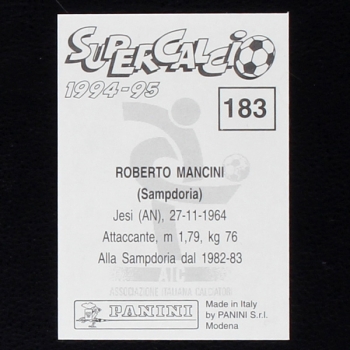 SUPERCALCIO
1994-95
183
ROBERTO MANCINI
(Sampdoria)
Jesi (AN), 27-11-1964
Attaccante, m 1,79, kg 76
Alla Sampdoria dal 1982-83
AIC
ASSOCIAZIONE ITALIANA CALCIATORI
PANINI
Made in Italy
by PANINI S.r.l.
Modena